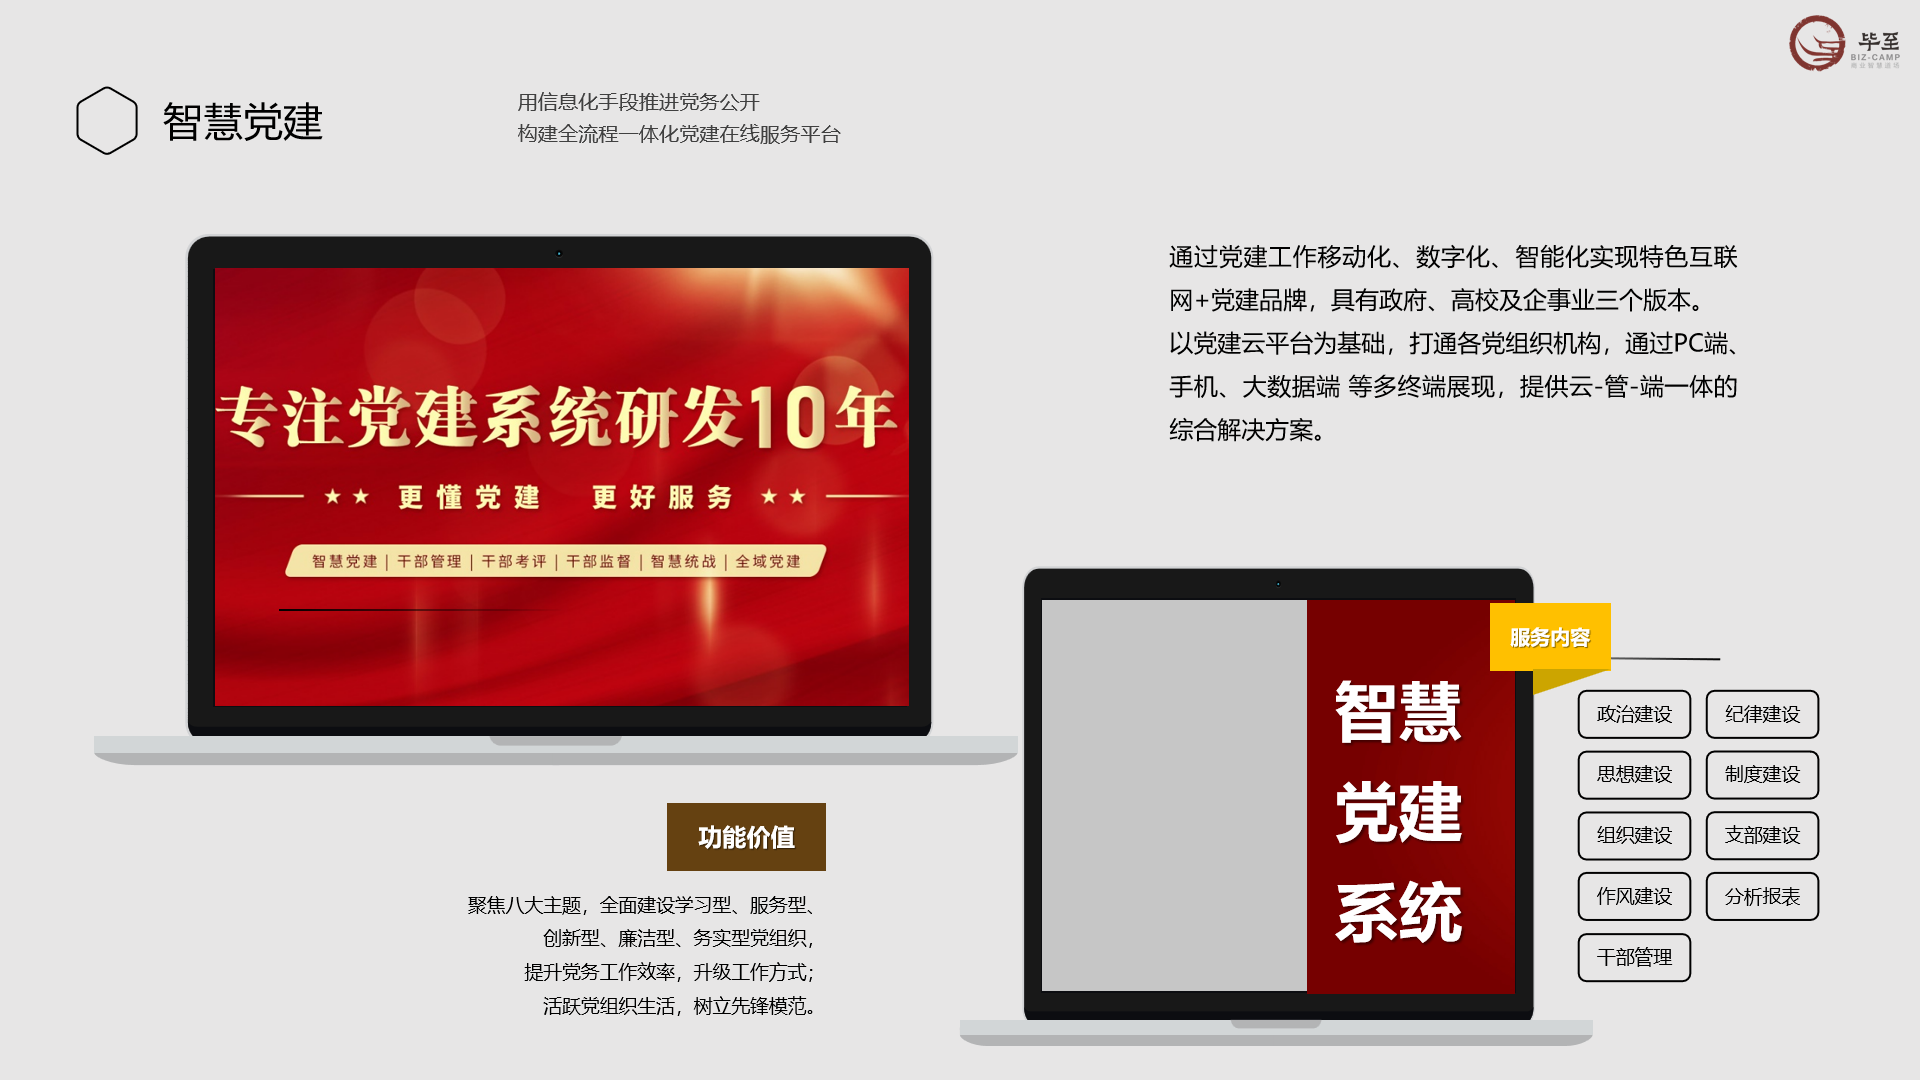 毕至
BIZ-CAMP
智慧党建
用信息化手段推进党务公开
构建全流程一体化党建在线服务平台
通过党建工作移动化、数字化、智能化实现特色互联
网+党建品牌，具有政府、高校及企事业三个版本。
以党建云平台为基础，打通各党组织机构，通过PC端、
手机、大数据端 等多终端展现，提供云-管-端一体的
综合解决方案。
专注党建系统研发10年
★★ 更懂党建 更好服务 ★★
智慧党建 | 干部管理 | 干部考评 | 干部监督 | 智慧统战 | 全域党建
功能价值
聚焦八大主题，全面建设学习型、服务型、
创新型、廉洁型、务实型党组织，
提升党务工作效率，升级工作方式；
活跃党组织生活，树立先锋模范。
智慧
党建
系统
服务内容
政治建设 纪律建设
思想建设 制度建设
组织建设 支部建设
作风建设 分析报表
干部管理